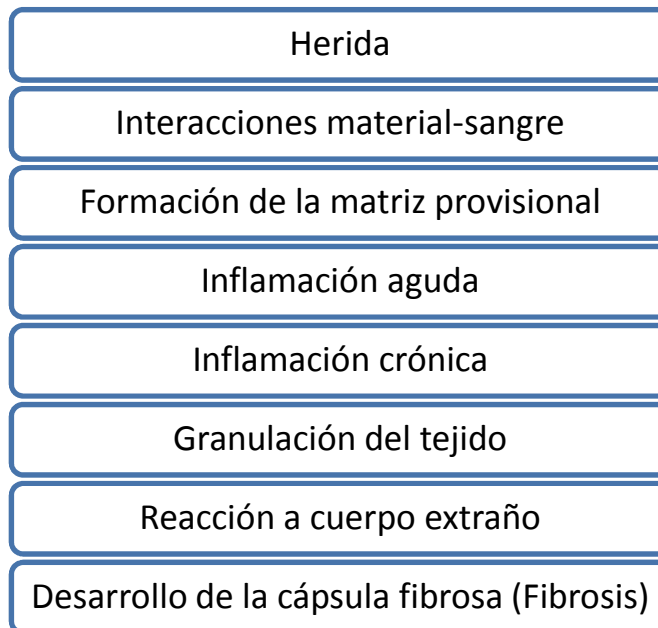 Herida
Interacciones material-sangre
Formación de la matriz provisional
Inflamación aguda
Inflamación crónica
Granulación del tejido
Reacción a cuerpo extraño
Desarrollo de la cápsula fibrosa (Fibrosis)